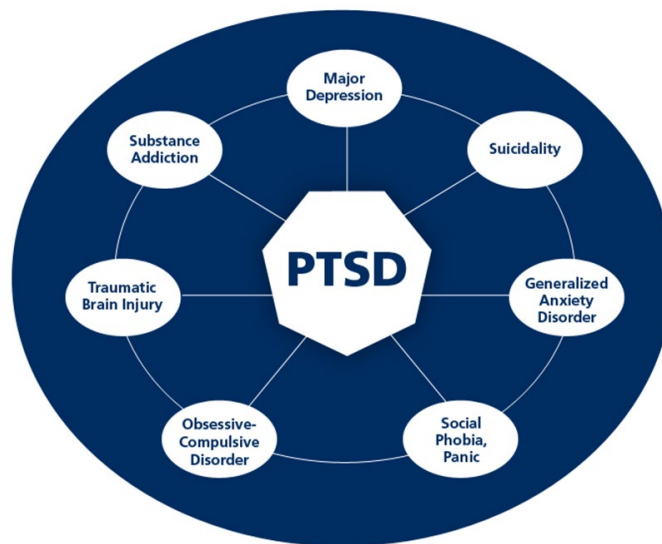 Major
Depression
Substance
Addiction
Suicidality
PTSD
Traumatic
Brain Injury
Generalized
Anxiety
Disorder
Obsessive-
Compulsive
Disorder
Social
Phobia,
Panic